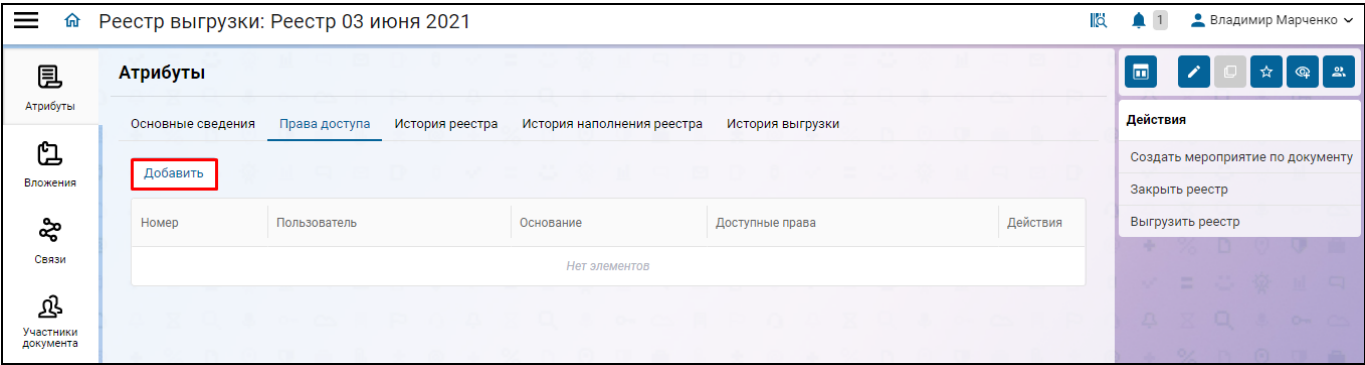 Реестр выгрузки: Реестр 03 июня 2021
1
Владимир Марченко
Атрибуты
Вложения
Связи
Участники
документа
Атрибуты
Основные сведения
Права доступа
История реестра
История наполнения реестра
История выгрузки
Добавить
Номер
Пользователь
Основание
Доступные права
Действия
Нет элементов
Действия
Создать мероприятие по документу
Закрыть реестр
Выгрузить реестр